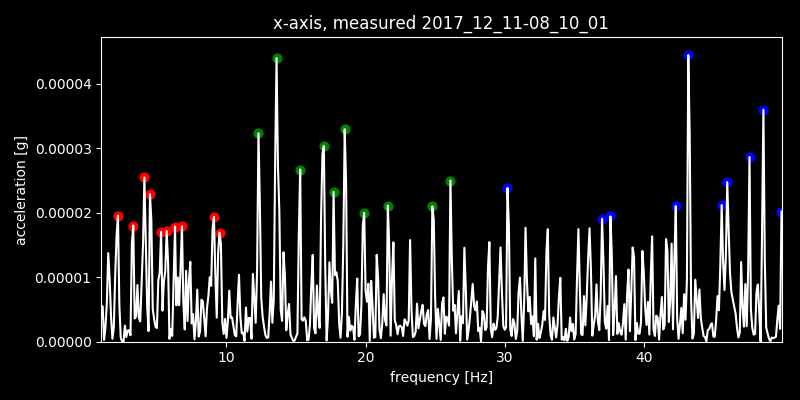 x-axis, measured 2017_12_11-08_10_01
acceleration [g]
0.00004
0.00003
0.00002
0.00001
0.00000
10 20 30 40
frequency [Hz]